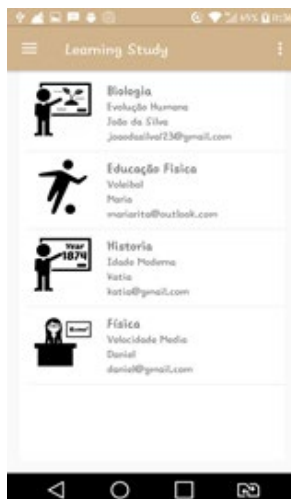 Learning Study
Biologia
Evolução Humana
João da Silva
joaodasilva123@gmail.com
Educação Física
Voleibol
Maria
mariarita@outlook.com
Year
1874
Historia
Idade Moderna
Katia
katia@gmail.com
Física
Velocidade Media
Daniel
daniel@gmail.com